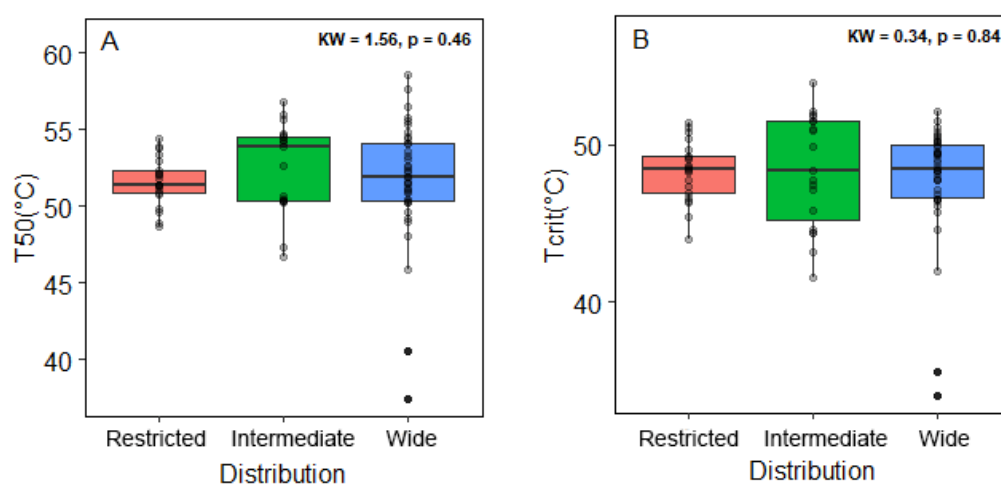 A
KW = 1.56, p = 0.46
T50(°C)
60
55
50
45
40
Restricted Intermediate Wide
Distribution
B
KW = 0.34, p = 0.84
Tcrit(°C)
50
40
Restricted Intermediate Wide
Distribution